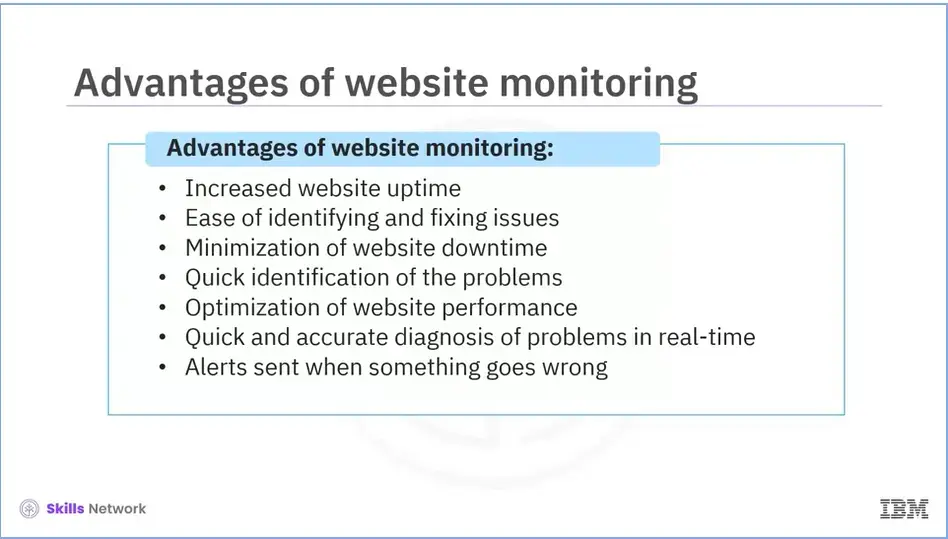 Advantages of website monitoring
Advantages of website monitoring:
• Increased website uptime
• Ease of identifying and fixing issues
• Minimization of website downtime
• Quick identification of the problems
• Optimization of website performance
• Quick and accurate diagnosis of problems in real-time
• Alerts sent when something goes wrong
Skills Network
IBM